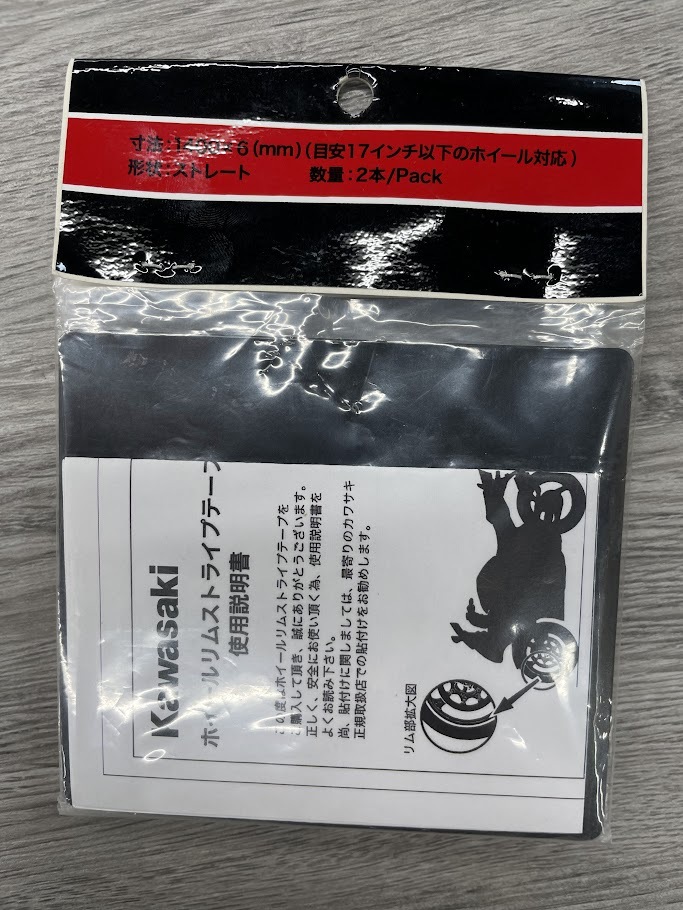 寸法:1400×6(mm)(目安17インチ以下のホイール対応)
形状:ストレート 数量:2本/Pack
Kawasaki
ホイールリムストライプテープ
使用説明書
この度はホイールリムストライプテープを
ご購入して頂き、誠にありがとうございます。
正しく、安全にお使い頂く為、使用説明書を
よくお読み下さい。
尚、貼付けに関しましては、最寄りのカワサキ
正規取扱店での貼付けをお勧めします。
リム部拡大図